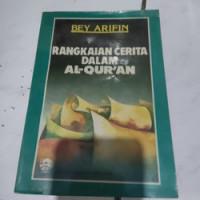 BEY ARIFIN
RANGKAIAN CERITA
DALAM
AL-QUR'AN